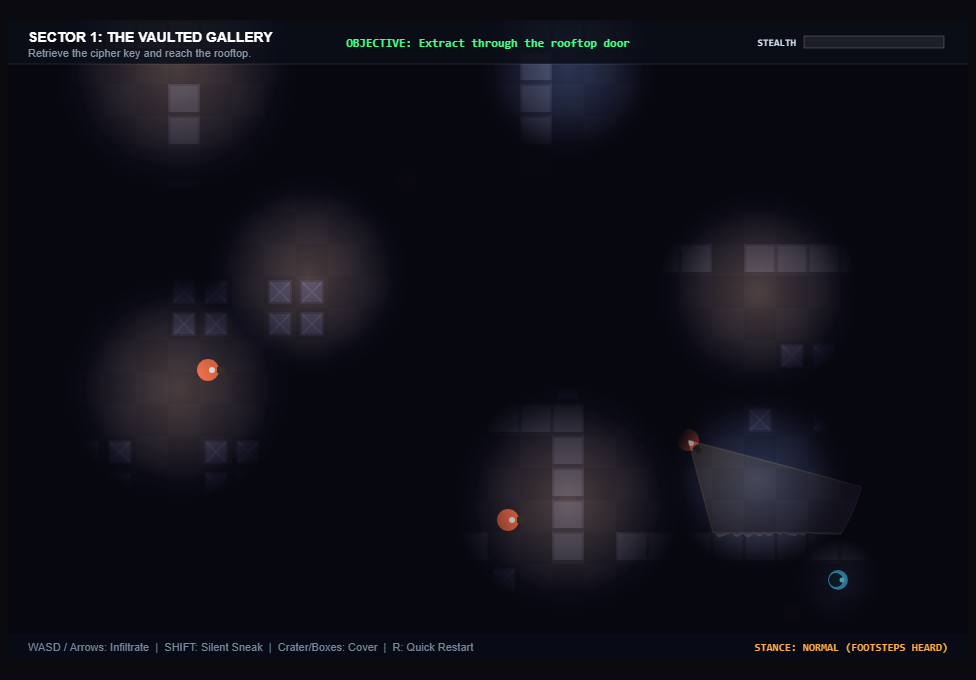 SECTOR 1: THE VAULTED GALLERY
Retrieve the cipher key and reach the rooftop.
OBJECTIVE: Extract through the rooftop door
STEALTH
WASD / Arrows: Infiltrate | SHIFT: Silent Sneak | Crater/Boxes: Cover | R: Quick Restart
STANCE: NORMAL (FOOTSTEPS HEARD)